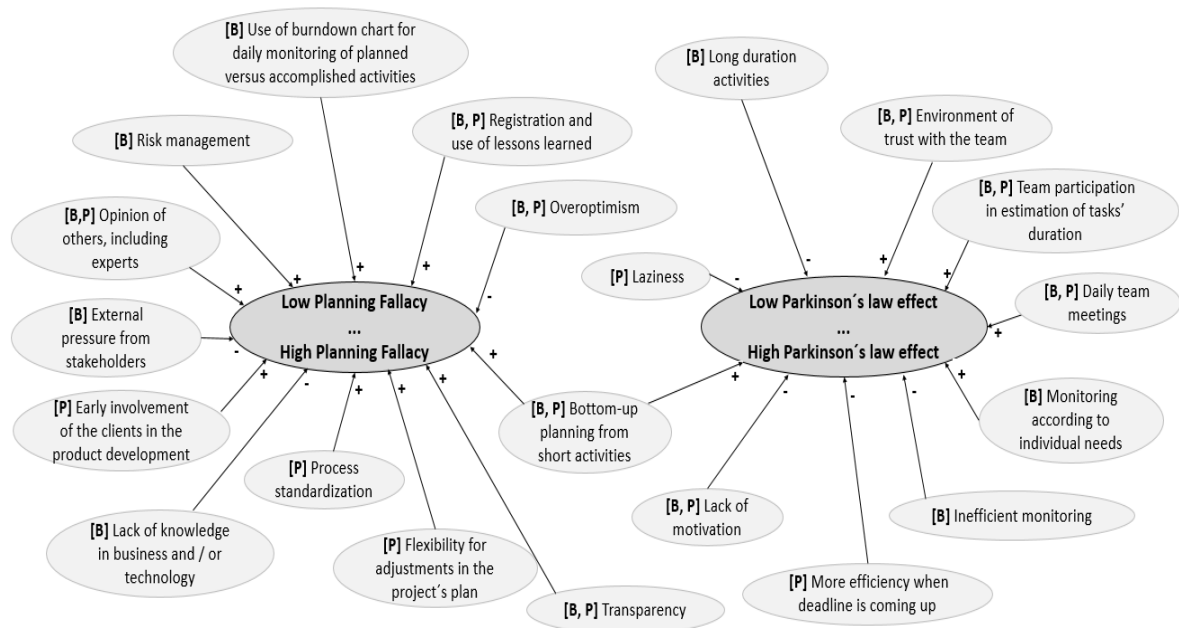 [B] Use of burndown chart for
daily monitoring of planned
versus accomplished activities
[B] Long duration
activities
[B] Risk management
[B, P] Registration and
use of lessons learned
[B, P] Environment of
trust with the team
[B,P] Opinion of
others, including
experts
[B, P] Overoptimism
[B, P] Team participation
in estimation of tasks’
duration
[P] Laziness
+
+
+
+
-
-
-
+
+
Low Planning Fallacy
...
High Planning Fallacy
Low Parkinson´s law effect
...
High Parkinson´s law effect
[B, P] Daily team
meetings
[B] External
pressure from
stakeholders
-
+
-
+
+
+
+
+
-
-
-
+
+
[P] Early involvement
of the clients in the
product development
[B, P] Bottom-up
planning from
short activities
[B] Monitoring
according to
individual needs
[P] Process
standardization
[B, P] Lack of
motivation
[B] Inefficient monitoring
[B] Lack of knowledge
in business and / or
technology
[P] Flexibility for
adjustments in the
project´s plan
[P] More efficiency when
deadline is coming up
[B, P] Transparency